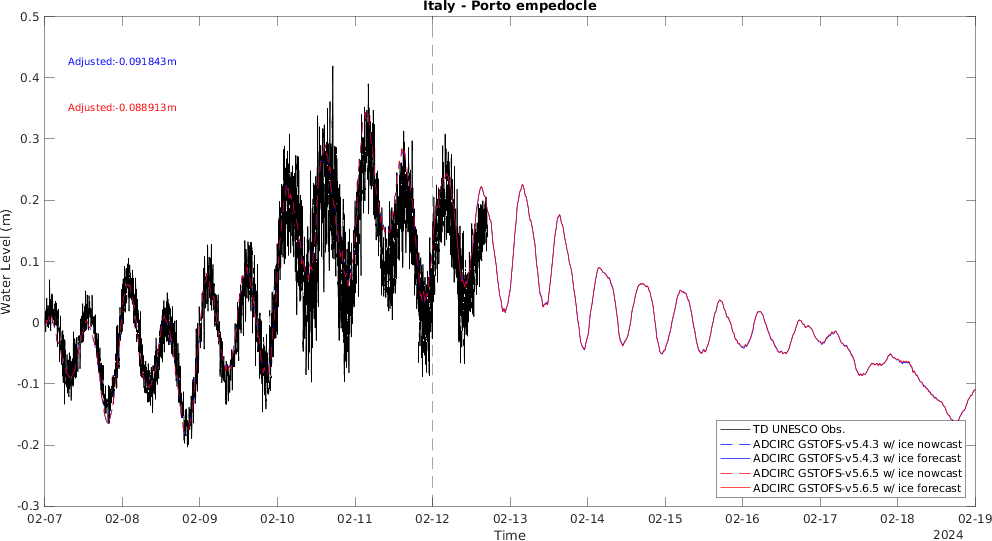 Italy - Porto empedocle
0.5
0.4
0.3
0.2
0.1
0
-0.1
-0.2
-0.3
Water Level (m)
Adjusted:-0.091843m
Adjusted:-0.088913m
TD UNESCO Obs.
ADCIRC GSTOFS-v5.4.3 w/ ice nowcast
ADCIRC GSTOFS-v5.4.3 w/ ice forecast
ADCIRC GSTOFS-v5.6.5 w/ ice nowcast
ADCIRC GSTOFS-v5.6.5 w/ ice forecast
02-07 02-08 02-09 02-10 02-11 02-12 02-13 02-14 02-15 02-16 02-17 02-18 02-19
Time
2024